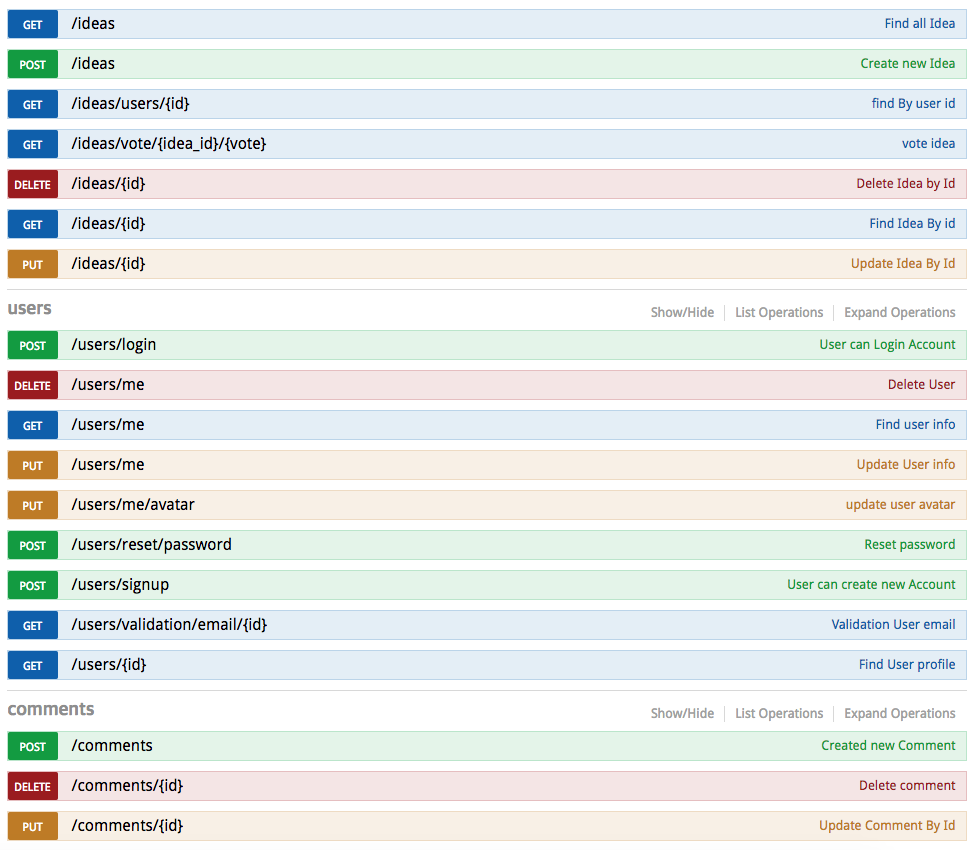 GET /ideas Find all Idea
POST /ideas Create new Idea
GET /ideas/users/{id} find By user id
GET /ideas/vote/{idea_id}/{vote} vote idea
DELETE /ideas/{id} Delete Idea by Id
GET /ideas/{id} Find Idea By id
PUT /ideas/{id} Update Idea By Id
users Show/Hide List Operations Expand Operations
POST /users/login User can Login Account
DELETE /users/me Delete User
GET /users/me Find user info
PUT /users/me Update User info
PUT /users/me/avatar update user avatar
POST /users/reset/password Reset password
POST /users/signup User can create new Account
GET /users/validation/email/{id} Validation User email
GET /users/{id} Find User profile
comments Show/Hide List Operations Expand Operations
POST /comments Created new Comment
DELETE /comments/{id} Delete comment
PUT /comments/{id} Update Comment By Id